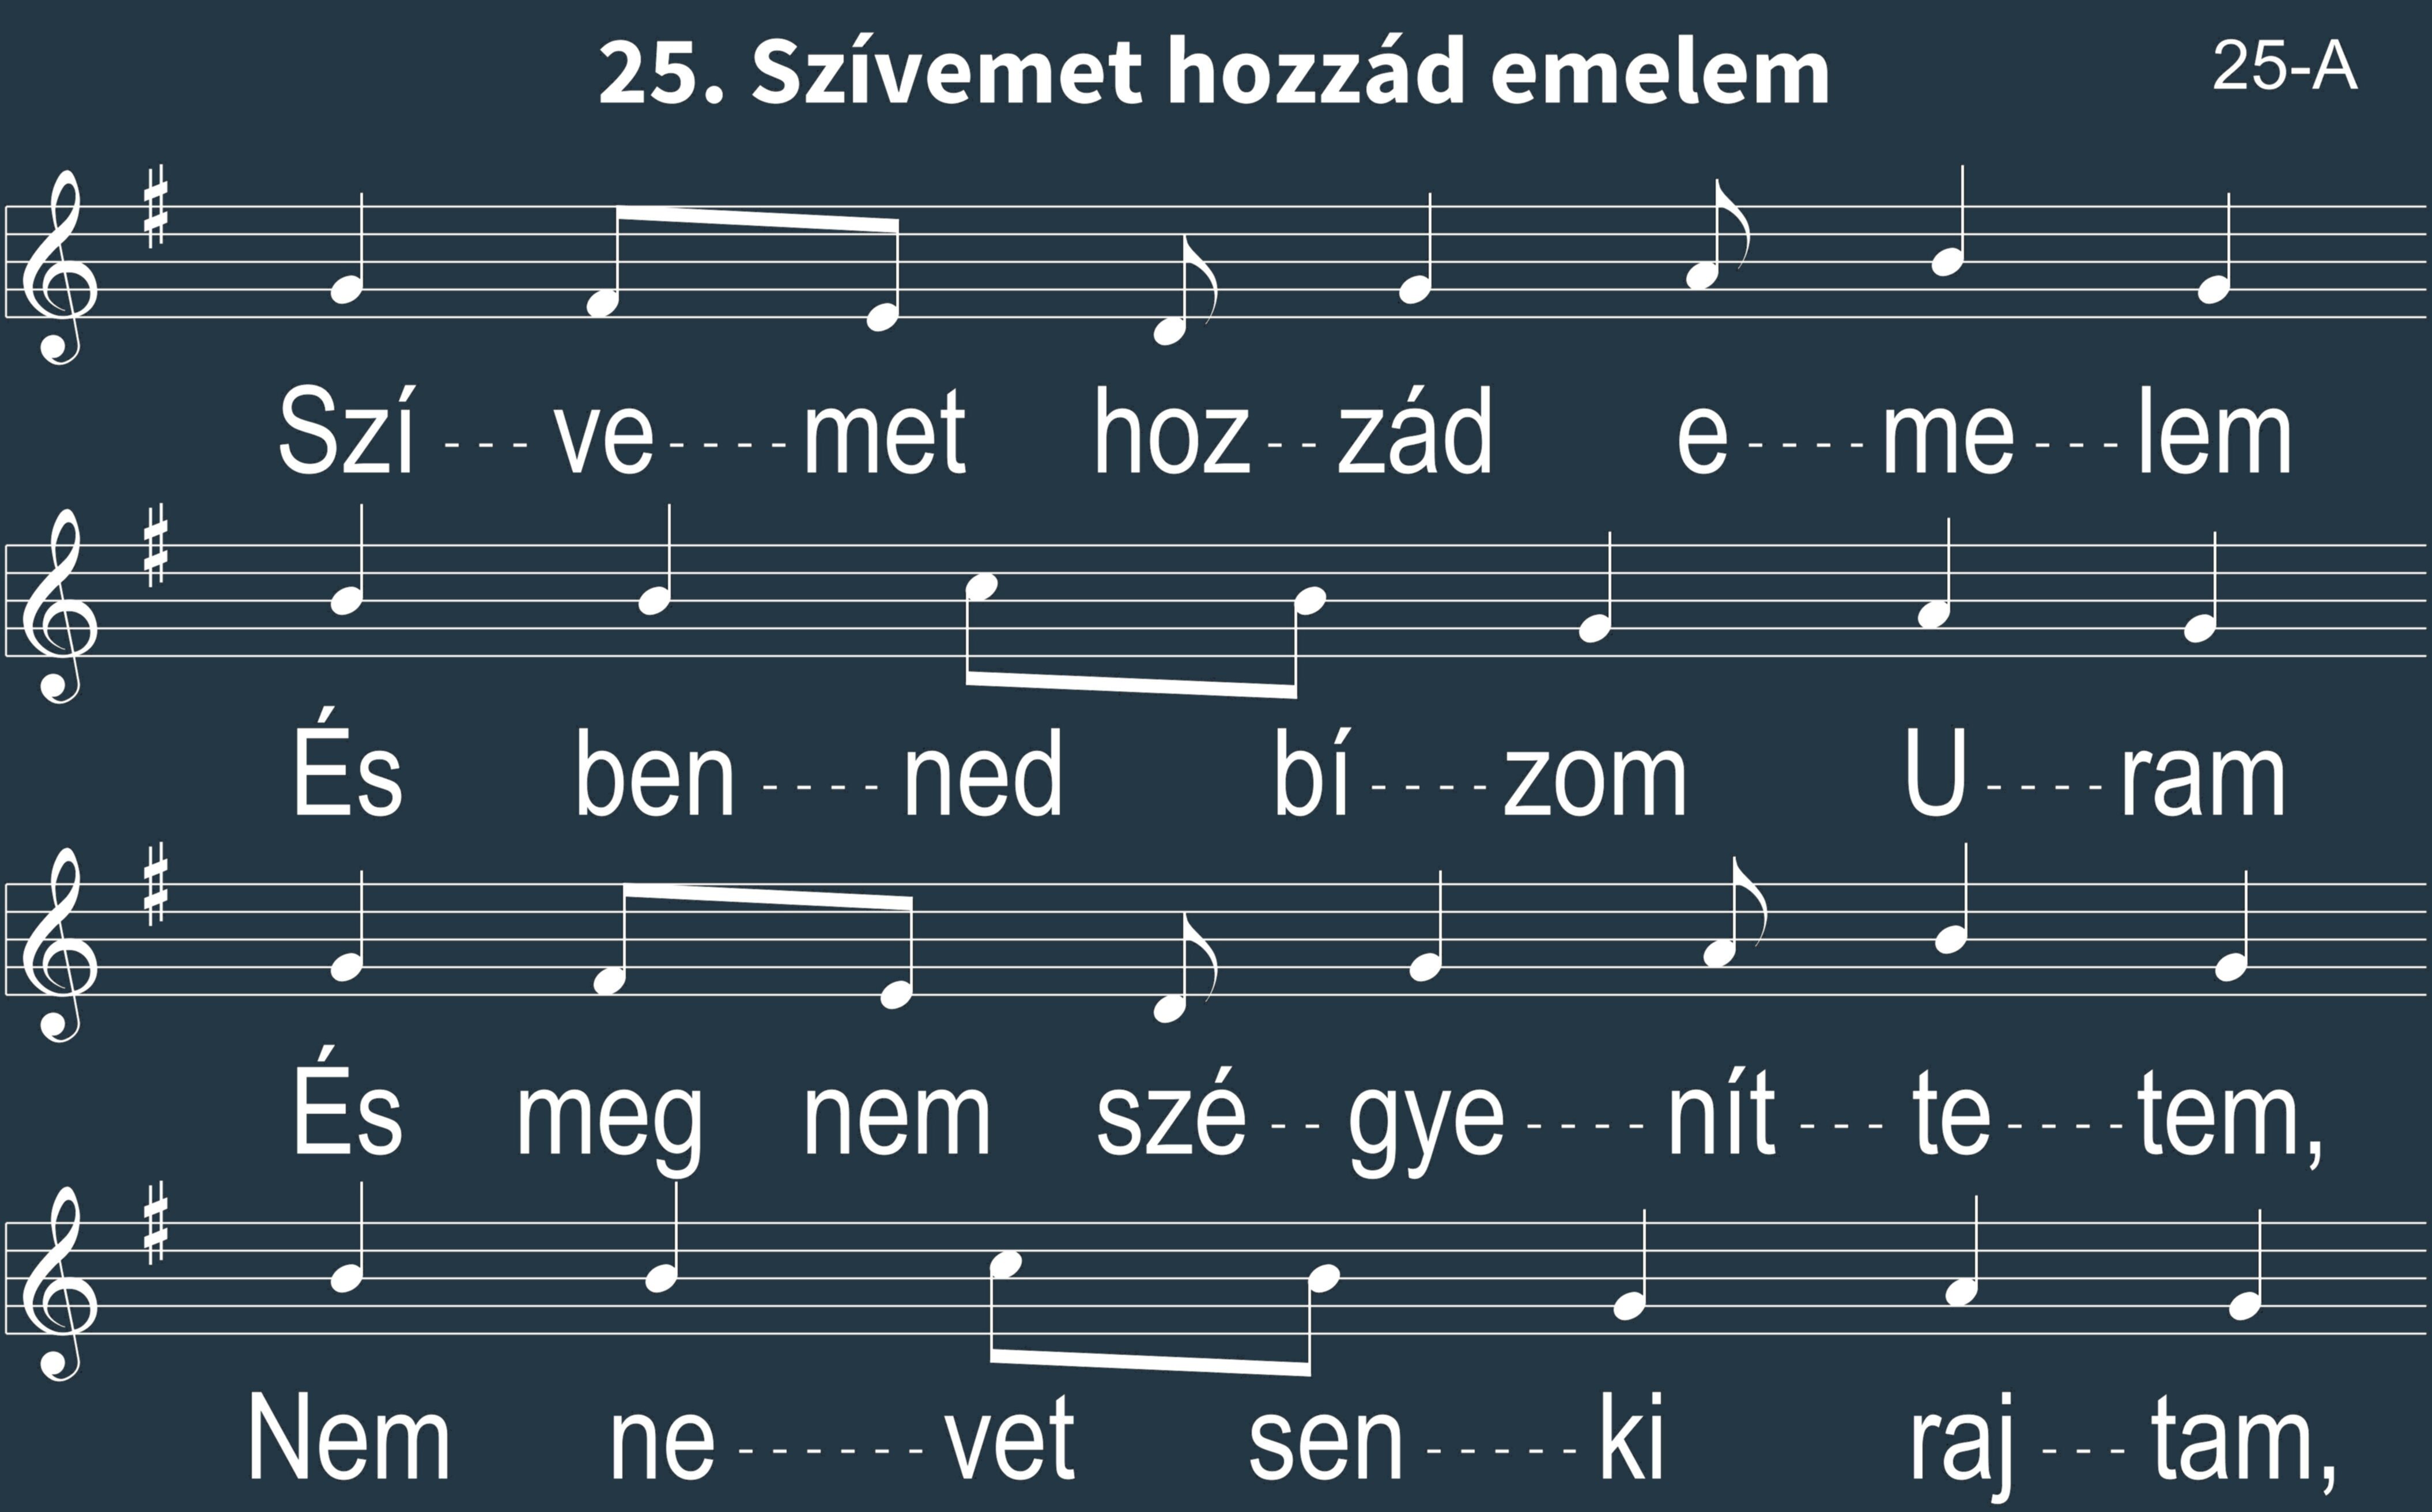 25. Szívemet hozzád emelem
25-A
Szí---ve----met hoz--zád e----me---lem
És ben----ned bí----zom U----ram
És meg nem szé--gye----nít---te----tem,
Nem ne------vet sen-----ki raj---tam,